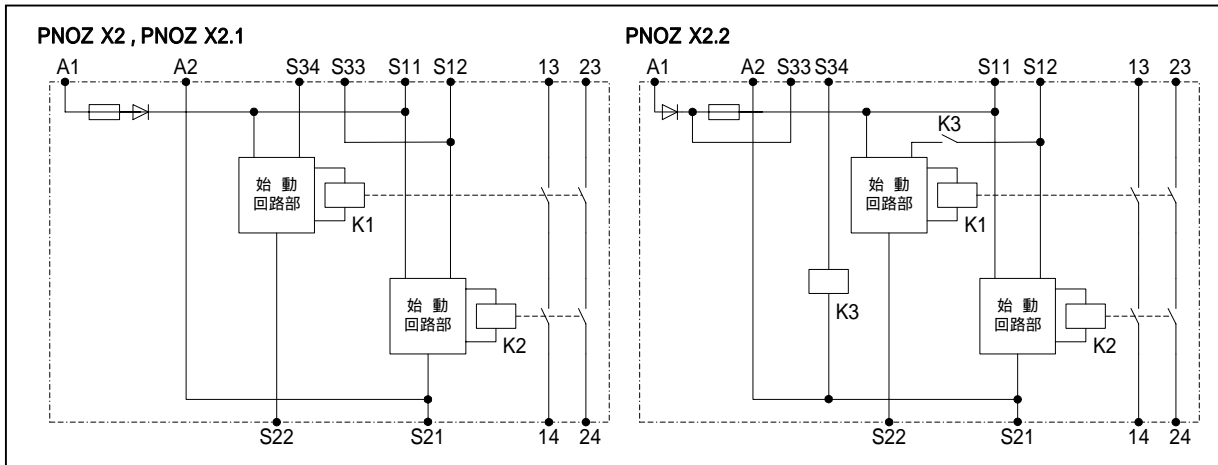 PNOZ X2 , PNOZ X2.1
A1 A2 S34 S33 S11 S12 13 23
始 動
回路部
K1
始 動
回路部
K2
S22 S21 14 24
PNOZ X2.2
A1 A2 S33 S34 S11 S12 13 23
K3
始 動
回路部
K1
K3
始 動
回路部
K2
S22 S21 14 24